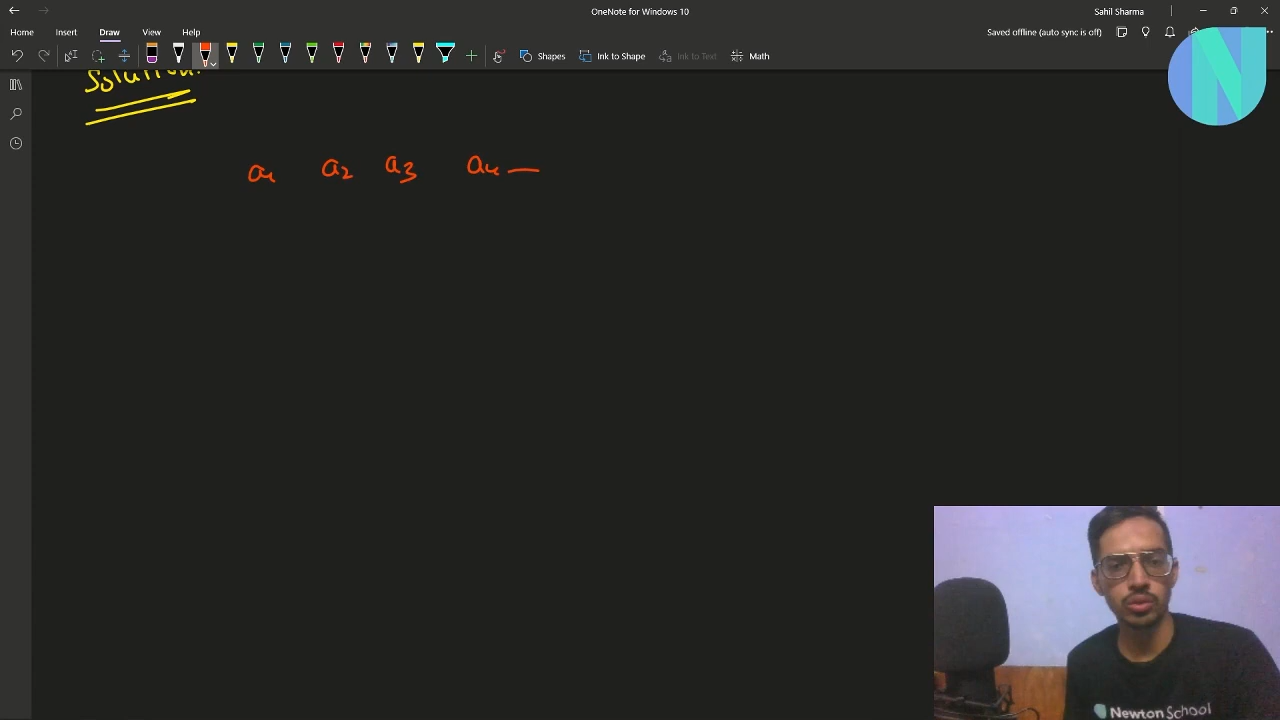 OneNote for Windows 10
Sahil Sharma
Home Insert Draw View Help
Saved offline (auto sync is off)
Shapes Ink to Shape Ink to Text Math
Solution:
a1 a2 a3 a4 —
Newton School